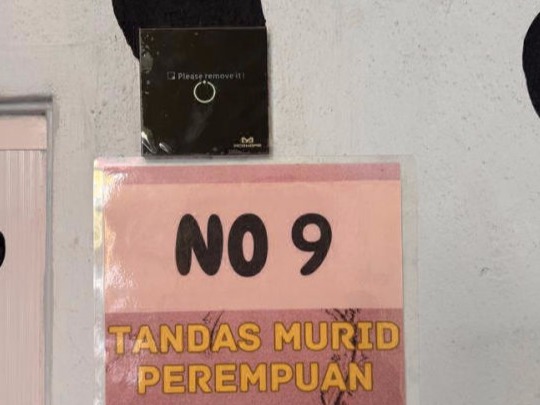 Please remove it!
NO 9
TANDAS MURID
PEREMPUAN